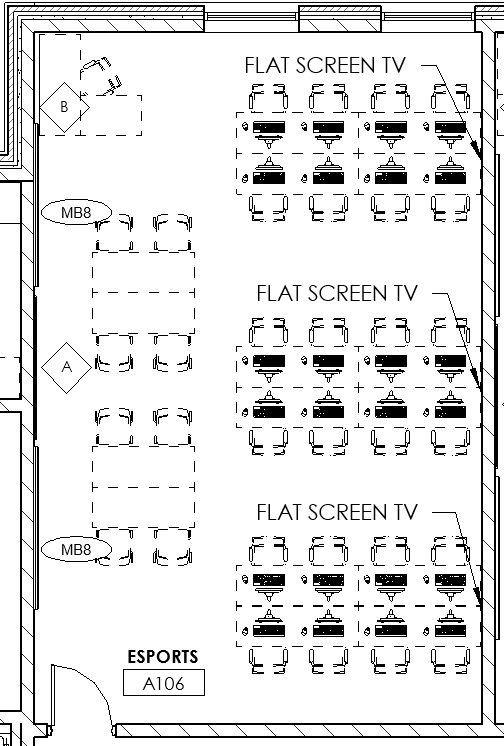 FLAT SCREEN TV
B
MB8
FLAT SCREEN TV
A
FLAT SCREEN TV
MB8
ESPORTS
A106